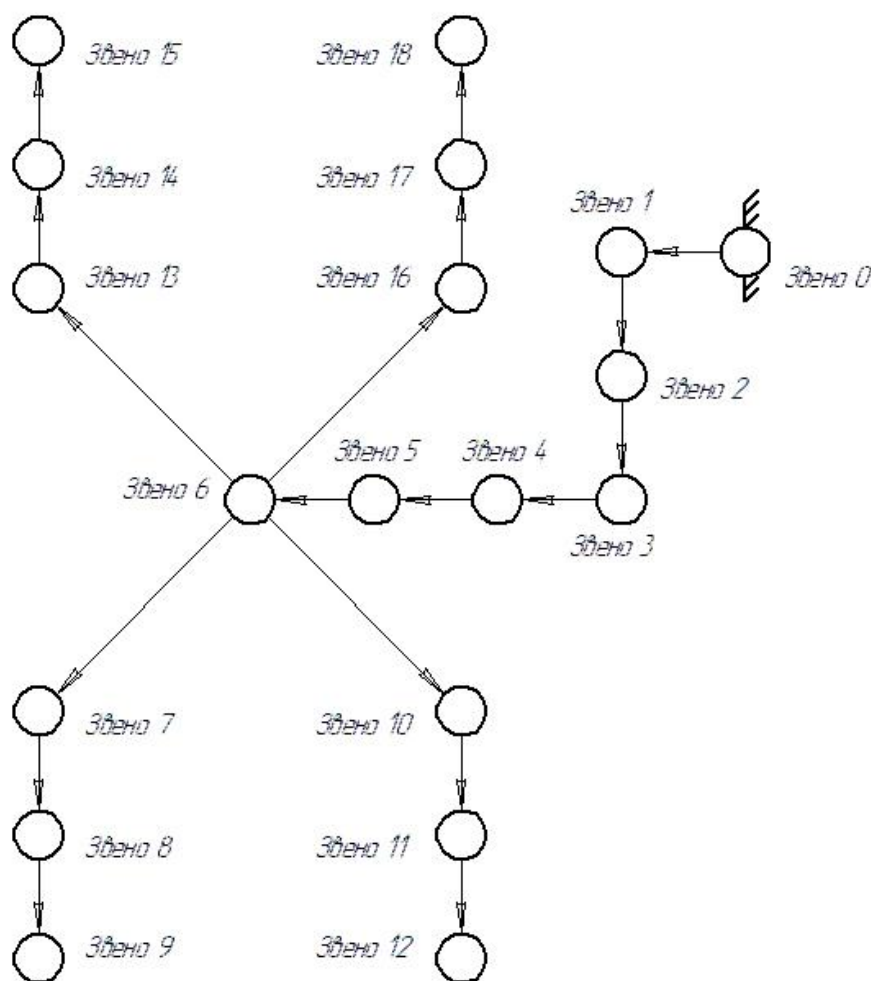 Звено 15
Звено 18
Звено 14
Звено 17
Звено 1
Звено 13
Звено 16
Звено 0
Звено 2
Звено 5
Звено 4
Звено 6
Звено 3
Звено 7
Звено 10
Звено 8
Звено 11
Звено 9
Звено 12